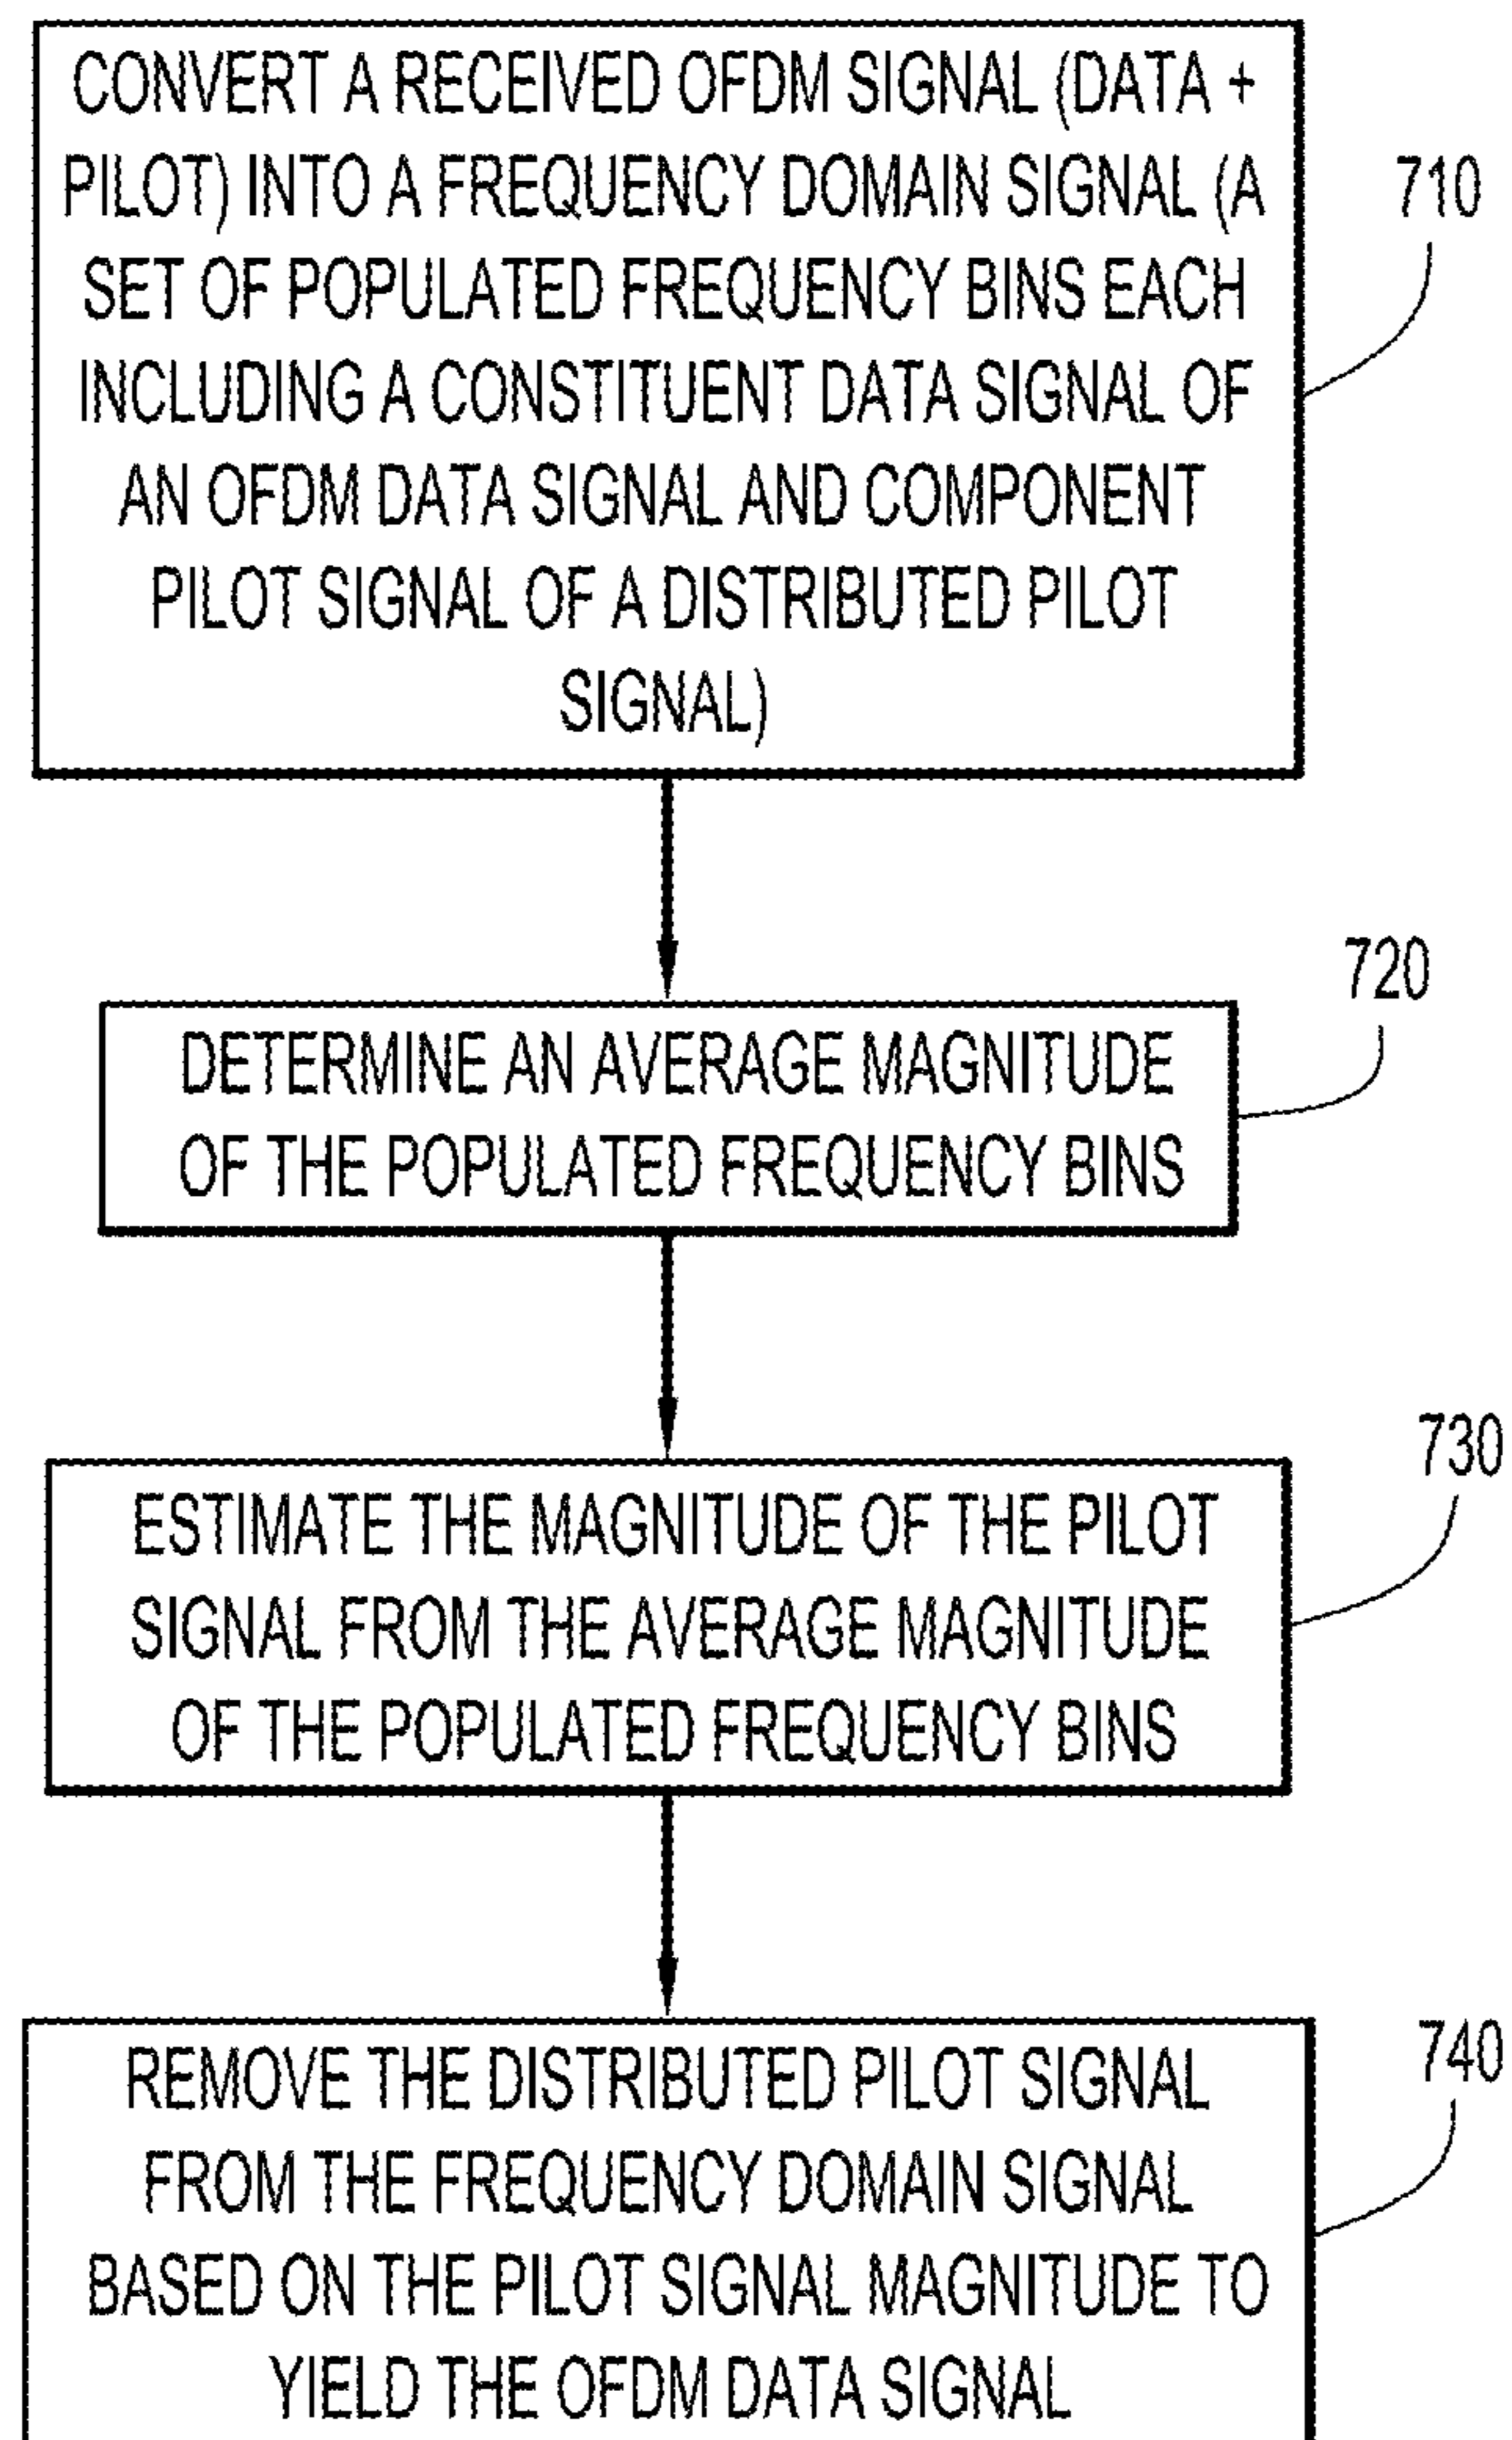 CONVERT A RECEIVED OFDM SIGNAL (DATA +
PILOT) INTO A FREQUENCY DOMAIN SIGNAL (A
SET OF POPULATED FREQUENCY BINS EACH
INCLUDING A CONSTITUENT DATA SIGNAL OF
AN OFDM DATA SIGNAL AND COMPONENT
PILOT SIGNAL OF A DISTRIBUTED PILOT
SIGNAL)
710
720
DETERMINE AN AVERAGE MAGNITUDE
OF THE POPULATED FREQUENCY BINS
730
ESTIMATE THE MAGNITUDE OF THE PILOT
SIGNAL FROM THE AVERAGE MAGNITUDE
OF THE POPULATED FREQUENCY BINS
740
REMOVE THE DISTRIBUTED PILOT SIGNAL
FROM THE FREQUENCY DOMAIN SIGNAL
BASED ON THE PILOT SIGNAL MAGNITUDE TO
YIELD THE OFDM DATA SIGNAL